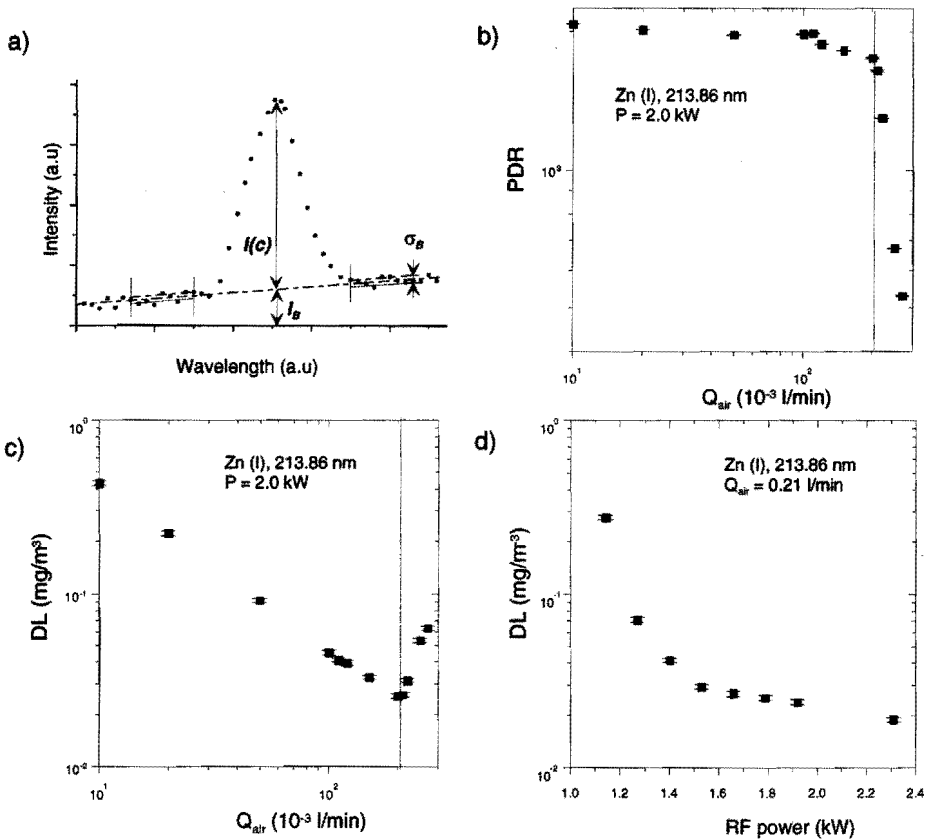 a)
Intensity (a.u)
I(c)
σB
IB
Wavelength (a.u)
b)
PDR
10³
Zn (I), 213.86 nm
P = 2.0 kW
10¹
10²
Qair (10⁻³ l/min)
c)
DL (mg/m³)
10⁰
10⁻¹
10⁻²
Zn (I), 213.86 nm
P = 2.0 kW
10¹
10²
Qair (10⁻³ l/min)
d)
DL (mg/m³)
10⁰
10⁻¹
10⁻²
Zn (I), 213.86 nm
Qair = 0.21 l/min
1.0 1.2 1.4 1.6 1.8 2.0 2.2 2.4
RF power (kW)